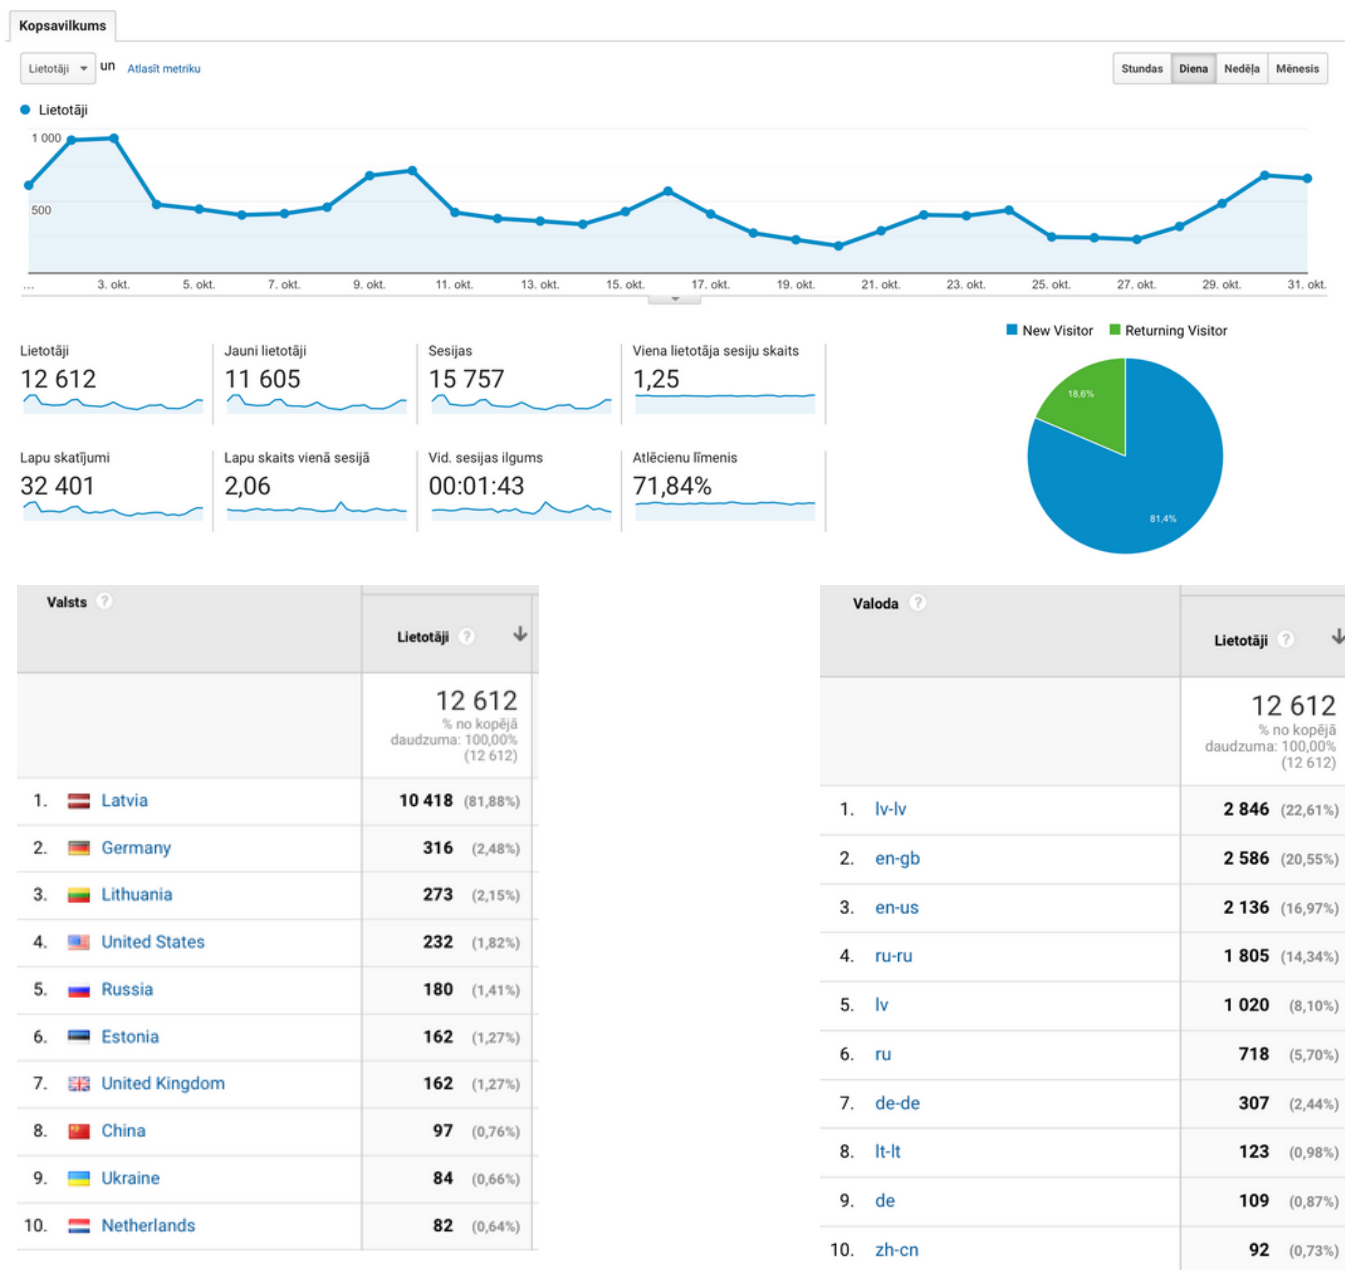 Kopsavilkums
Lietotāji un Atlasīt metriku
Stundas Diena Nedēļa Mēnesis
Lietotāji
1 000
500
... 3. okt. 5. okt. 7. okt. 9. okt. 11. okt. 13. okt. 15. okt. 17. okt. 19. okt. 21. okt. 23. okt. 25. okt. 27. okt. 29. okt. 31. okt.
New Visitor Returning Visitor
Lietotāji
12 612
Jauni lietotāji
11 605
Sesijas
15 757
Viena lietotāja sesiju skaits
1,25
Lapu skatījumi
32 401
Lapu skaits vienā sesijā
2,06
Vid. sesijas ilgums
00:01:43
Atlēcienu līmenis
71,84%
18,6%
81,4%
Valsts ?
Lietotāji ?
12 612
% no kopējā
daudzuma: 100,00%
(12 612)
1. Latvia 10 418 (81,88%)
2. Germany 316 (2,48%)
3. Lithuania 273 (2,15%)
4. United States 232 (1,82%)
5. Russia 180 (1,41%)
6. Estonia 162 (1,27%)
7. United Kingdom 162 (1,27%)
8. China 97 (0,76%)
9. Ukraine 84 (0,66%)
10. Netherlands 82 (0,64%)
Valoda ?
Lietotāji ?
12 612
% no kopējā
daudzuma: 100,00%
(12 612)
1. lv-lv 2 846 (22,61%)
2. en-gb 2 586 (20,55%)
3. en-us 2 136 (16,97%)
4. ru-ru 1 805 (14,34%)
5. lv 1 020 (8,10%)
6. ru 718 (5,70%)
7. de-de 307 (2,44%)
8. lt-lt 123 (0,98%)
9. de 109 (0,87%)
10. zh-cn 92 (0,73%)